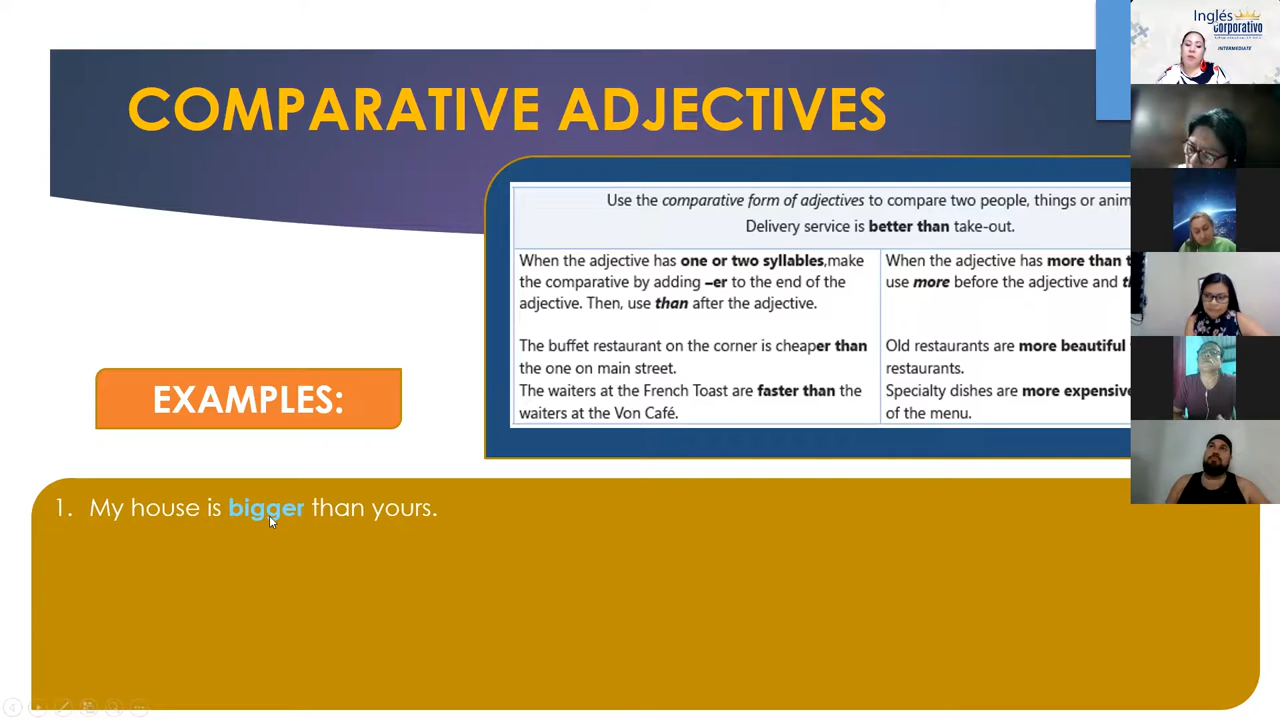 COMPARATIVE ADJECTIVES
Use the comparative form of adjectives to compare two people, things or
Delivery service is better than take-out.
When the adjective has one or two syllables,make
the comparative by adding –er to the end of the
adjective. Then, use than after the adjective.
The buffet restaurant on the corner is cheaper than
the one on main street.
The waiters at the French Toast are faster than the
waiters at the Von Café.
When the adjective has more than
use more before the adjective and
Old restaurants are more beautiful
restaurants.
Specialty dishes are more expensive
of the menu.
EXAMPLES:
1. My house is bigger than yours.
Inglés
Corporativo
INTERMEDIATE